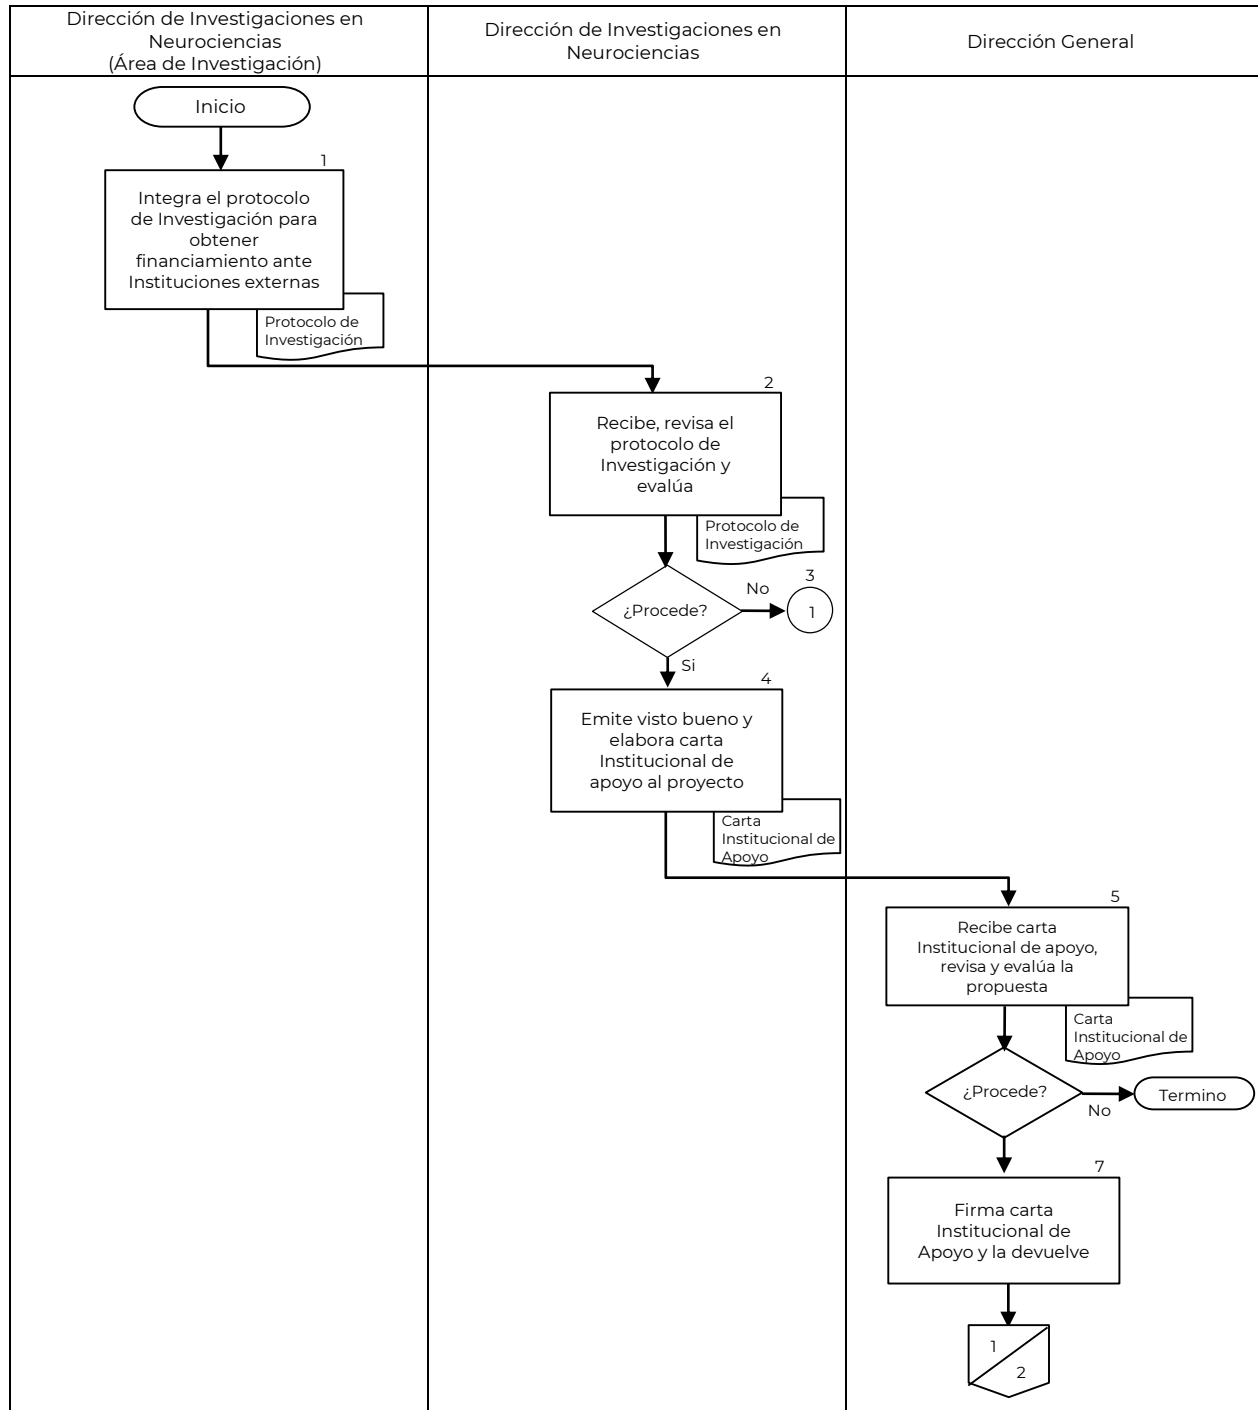 Dirección de Investigaciones en
Neurociencias
(Área de Investigación)
Dirección de Investigaciones en
Neurociencias
Dirección General
Inicio
1
Integra el protocolo
de Investigación para
obtener
financiamiento ante
Instituciones externas
Protocolo de
Investigación
2
Recibe, revisa el
protocolo de
Investigación y
evalúa
Protocolo de
Investigación
¿Procede?
No
3
1
Si
4
Emite visto bueno y
elabora carta
Institucional de
apoyo al proyecto
Carta
Institucional de
Apoyo
5
Recibe carta
Institucional de apoyo,
revisa y evalúa la
propuesta
Carta
Institucional de
Apoyo
¿Procede?
No
Termino
7
Firma carta
Institucional de
Apoyo y la devuelve
1
2